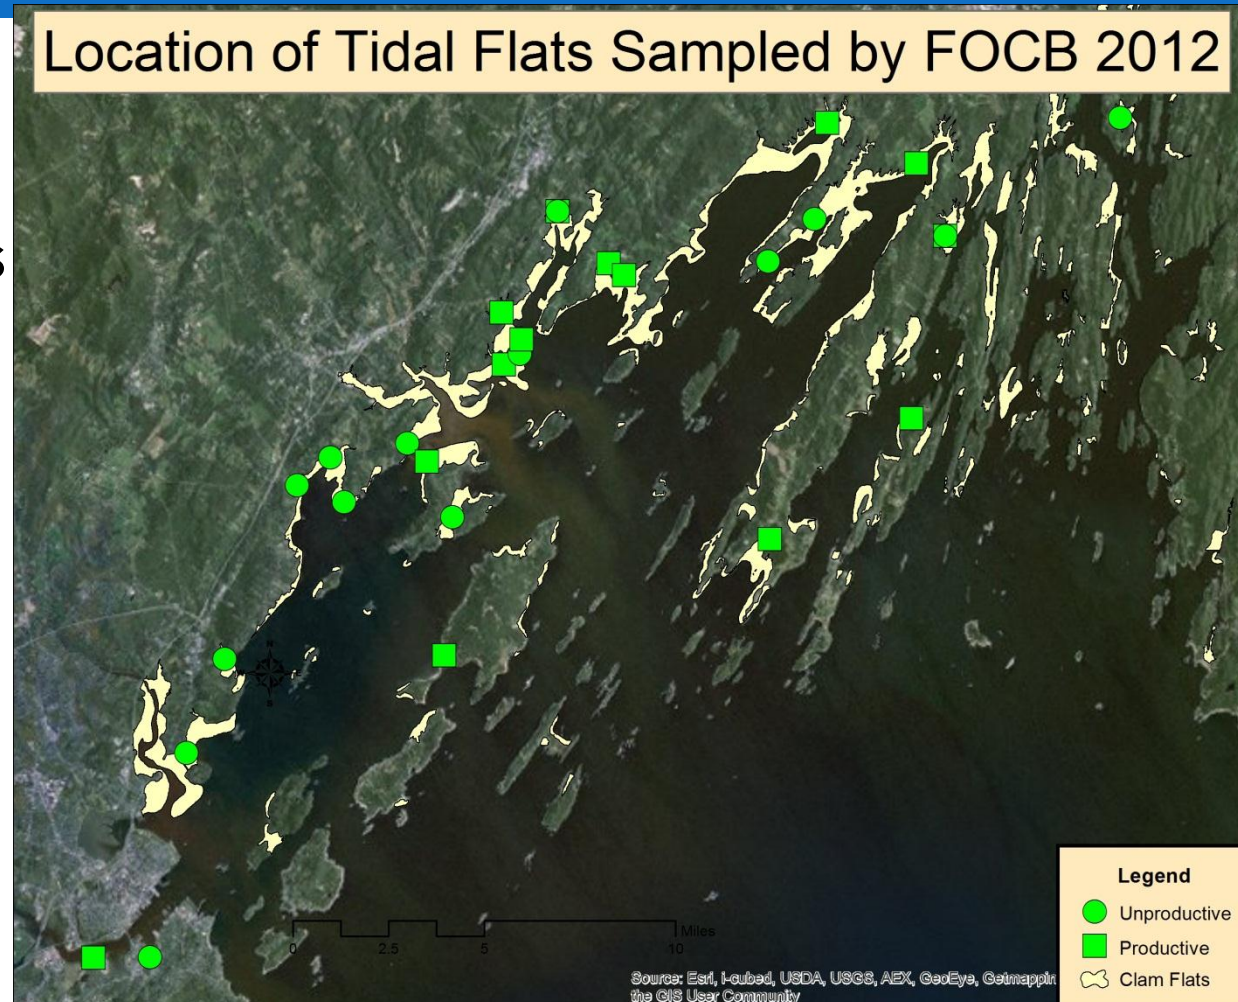 Location of Tidal Flats Sampled by FOCB 2012
s
N
S
Miles
0 2.5 5 10
Legend
Unproductive
Productive
Clam Flats
Source: Esri, i-cubed, USDA, USGS, AEX, GeoEye, Getmappin
the GIS User Community